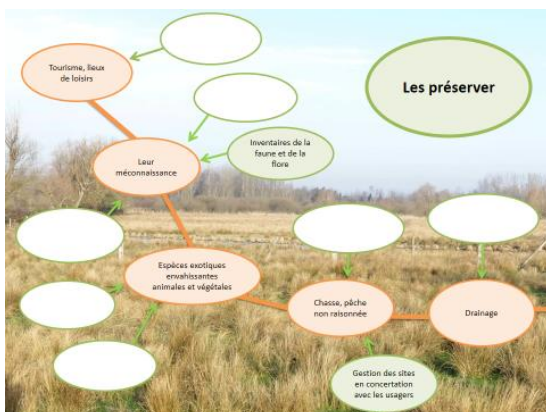 Tourisme, lieux
de loisirs
Les préserver
Leur
méconnaissance
Inventaires de la
faune et de la
flore
Espèces exotiques
envahissantes
animales et végétales
Chasse, pêche
non raisonnée
Drainage
Gestion des sites
en concertation
avec les usagers